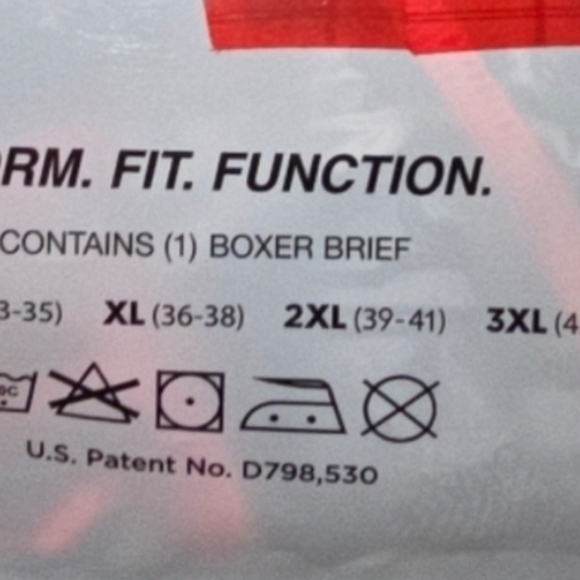 RM. FIT. FUNCTION.
CONTAINS (1) BOXER BRIEF
3-35) XL (36-38) 2XL (39-41) 3XL (4
U.S. Patent No. D798,530